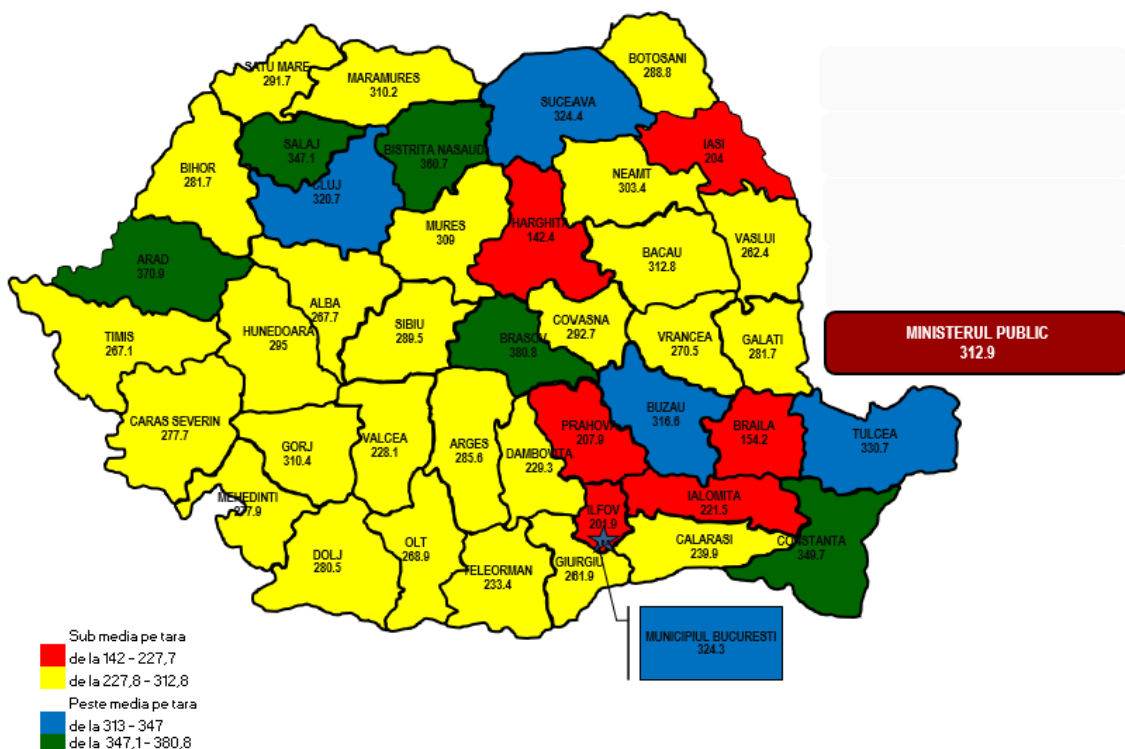 BOTOSANI
288.8
SATU MARE
291.7
MARAMURES
310.2
SUCEAVA
324.4
SALAJ
347.1
BISTRITA NASAUD
360.7
IASI
204
BIHOR
281.7
CLUJ
320.7
NEAMT
303.4
MURES
309
HARGHITA
142.4
BACAU
312.8
VASLUI
262.4
ARAD
370.9
ALBA
267.7
TIMIS
267.1
HUNEDOARA
295
SIBIU
289.5
BRASOV
380.8
COVASNA
292.7
VRANCEA
270.5
GALATI
281.7
MINISTERUL PUBLIC
312.9
CARAS SEVERIN
277.7
GORJ
310.4
VALCEA
228.1
ARGES
285.6
DAMBOVITA
229.3
PRAHOVA
207.9
BUZAU
316.6
BRAILA
154.2
TULCEA
330.7
MEHEDINTI
277.9
DOLJ
280.5
OLT
268.9
TELEORMAN
233.4
GIURGIU
261.9
ILFOV
201.9
IALOMITA
221.5
CALARASI
239.9
CONSTANTA
349.7
MUNICIPIUL BUCURESTI
324.3
Sub media pe tara
de la 142 – 227,7
de la 227,8 – 312,8
Peste media pe tara
de la 313 – 347
de la 347,1 – 380,8